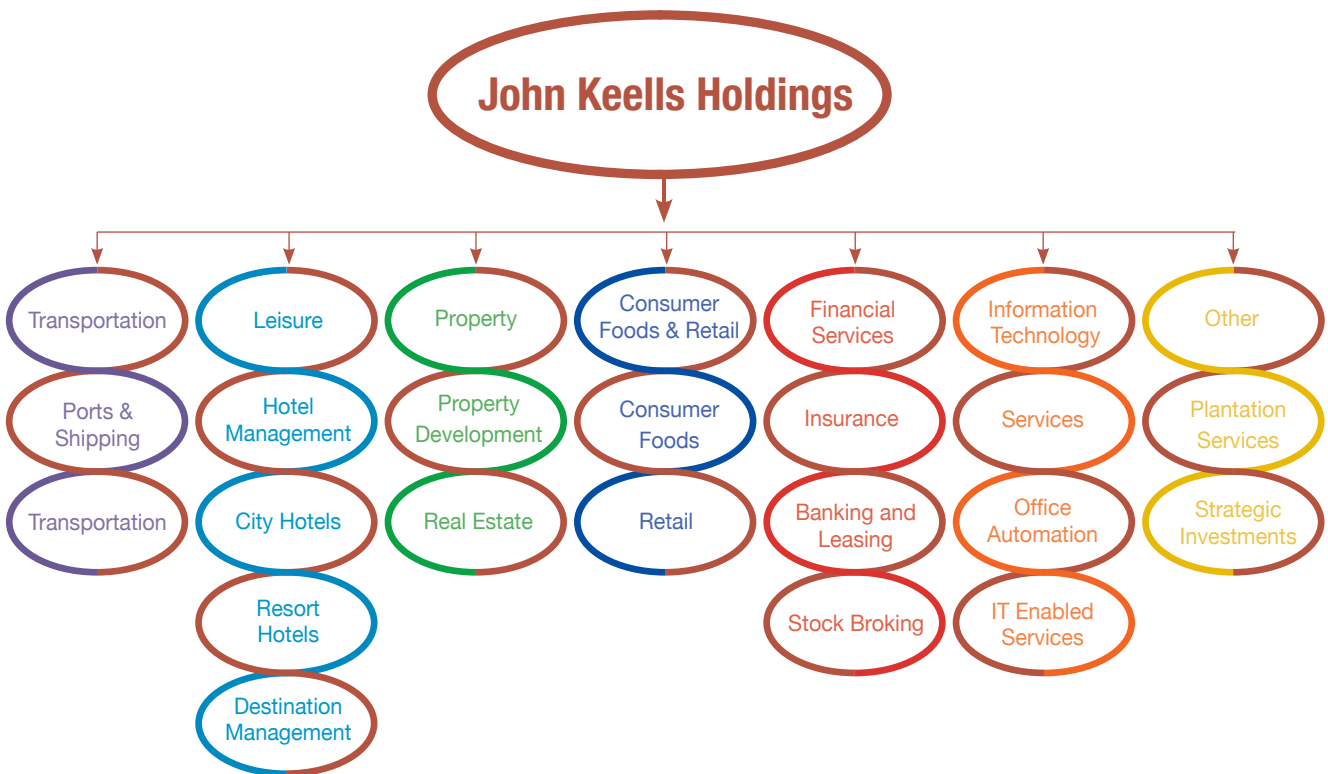 John Keells Holdings
Transportation
Ports &
Shipping
Transportation
Leisure
Hotel
Management
City Hotels
Resort
Hotels
Destination
Management
Property
Property
Development
Real Estate
Consumer
Foods & Retail
Consumer
Foods
Retail
Financial
Services
Insurance
Banking and
Leasing
Stock Broking
Information
Technology
Services
Office
Automation
IT Enabled
Services
Other
Plantation
Services
Strategic
Investments